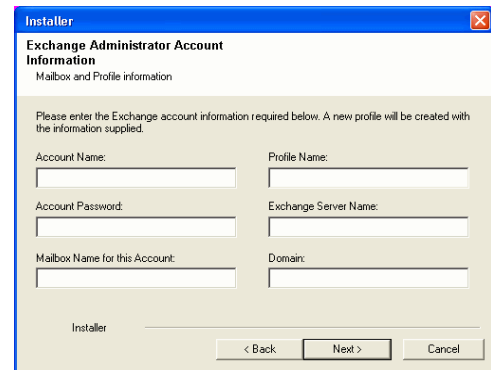 Installer
Exchange Administrator Account
Information
Mailbox and Profile information
Please enter the Exchange account information required below. A new profile will be created with
the information supplied.
Account Name:
Profile Name:
Account Password:
Exchange Server Name:
Mailbox Name for this Account:
Domain:
Installer
< Back
Next >
Cancel